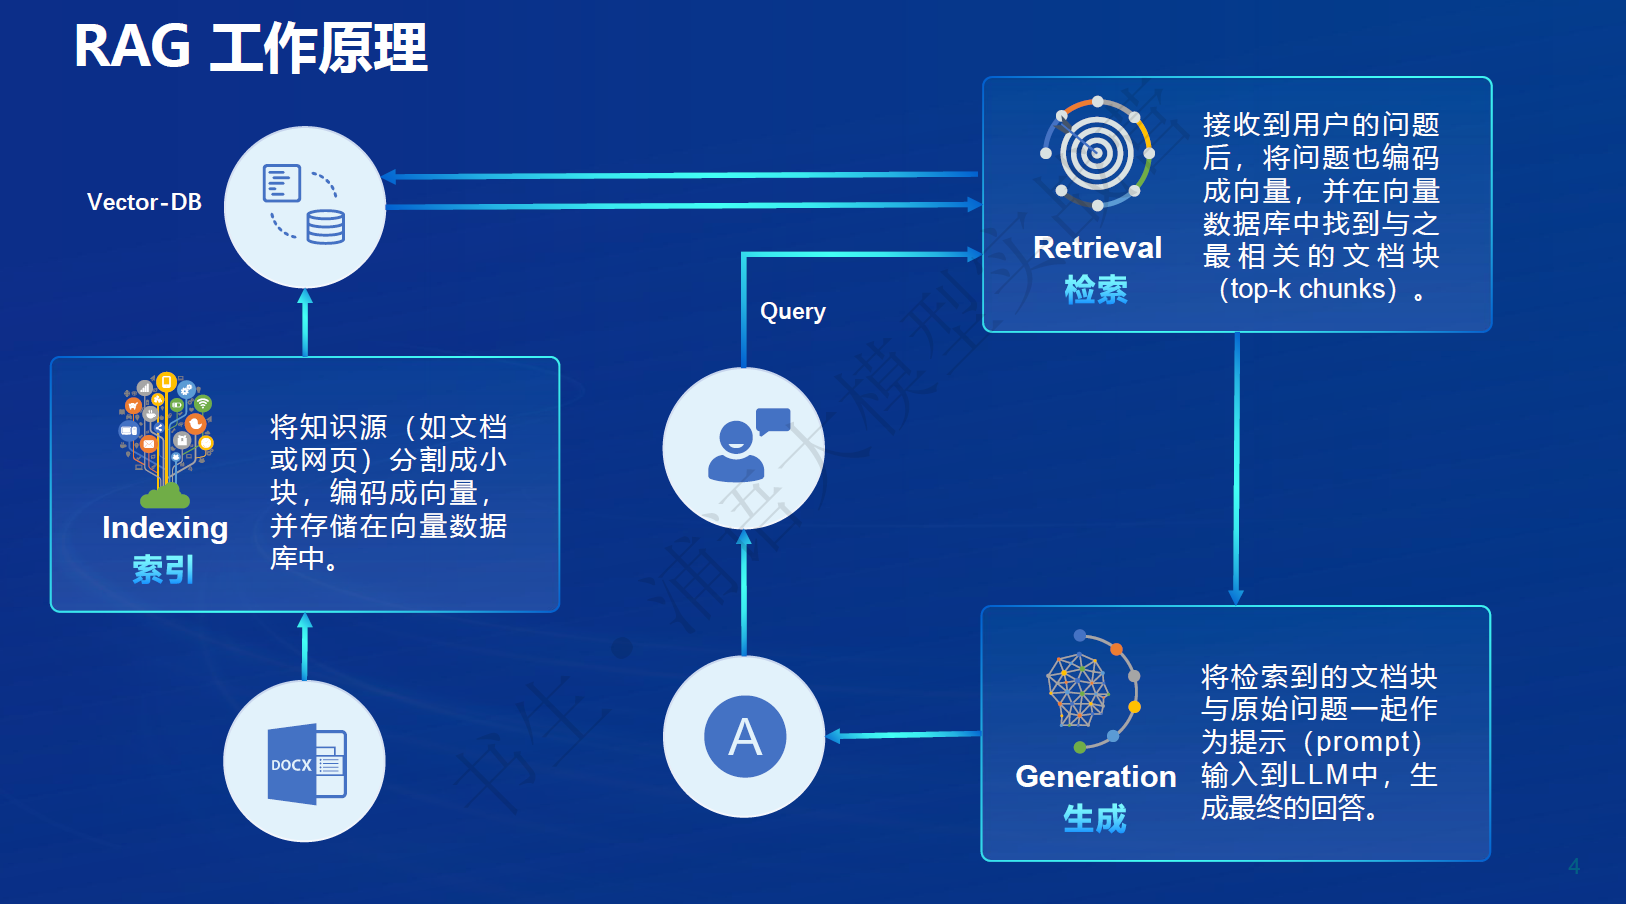 RAG 工作原理
Vector-DB
接收到用户的问题
后，将问题也编码
成向量，并在向量
数据库中找到与之
最相关的文档块
（top-k chunks）。
Retrieval
检索
Query
将知识源（如文档
或网页）分割成小
块，编码成向量，
并存储在向量数据
库中。
Indexing
索引
DOCX
A
将检索到的文档块
与原始问题一起作
为提示（prompt）
输入到LLM中，生
成最终的回答。
Generation
生成
书生·浦语大模型实战营
4